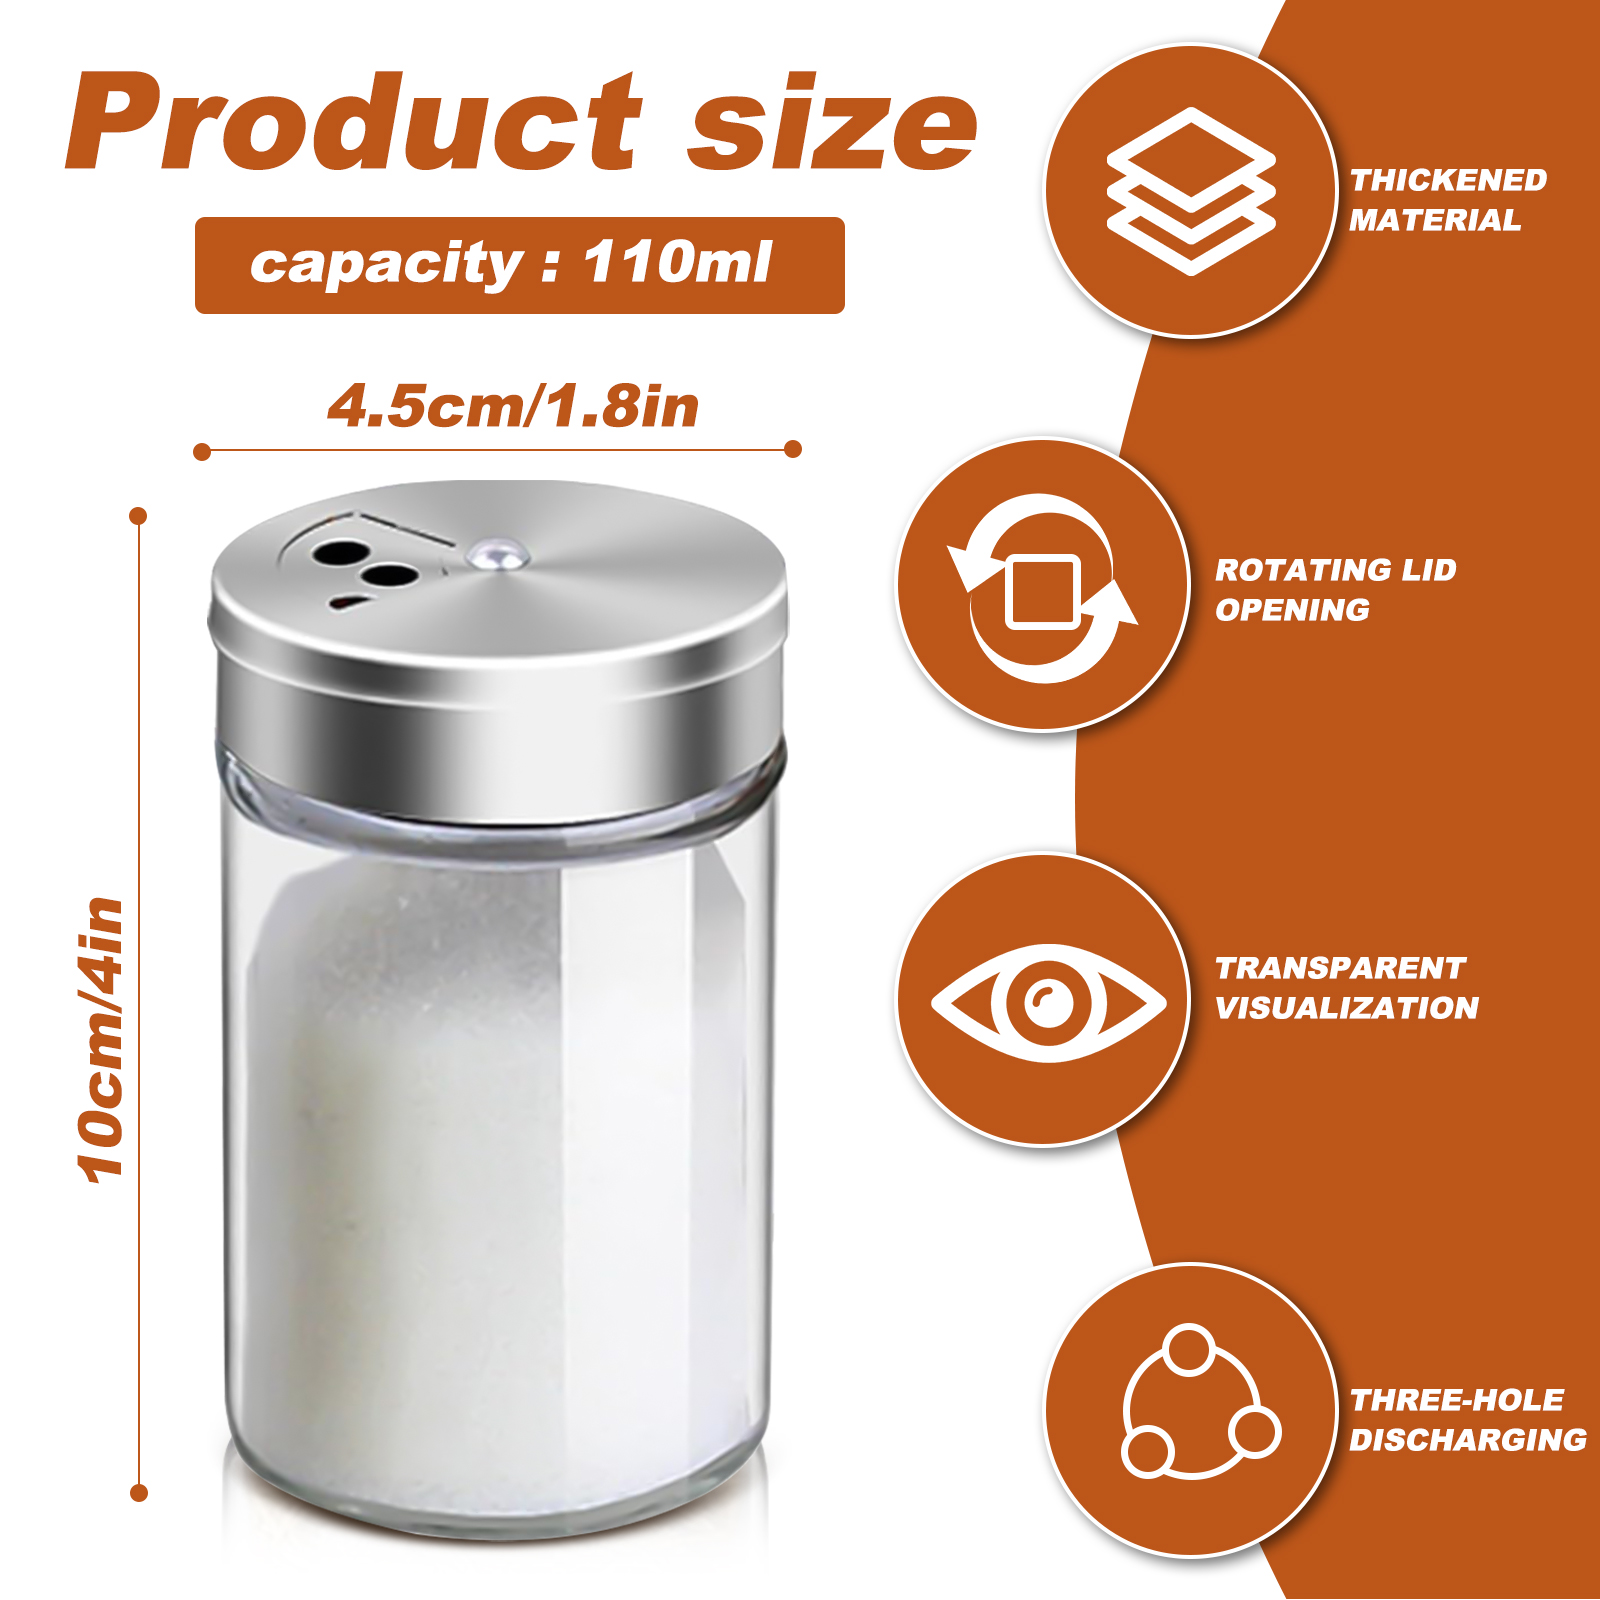 Product size
capacity : 110ml
4.5cm/1.8in
10cm/4in
THICKENED
MATERIAL
ROTATING LID
OPENING
TRANSPARENT
VISUALIZATION
THREE-HOLE
DISCHARGING